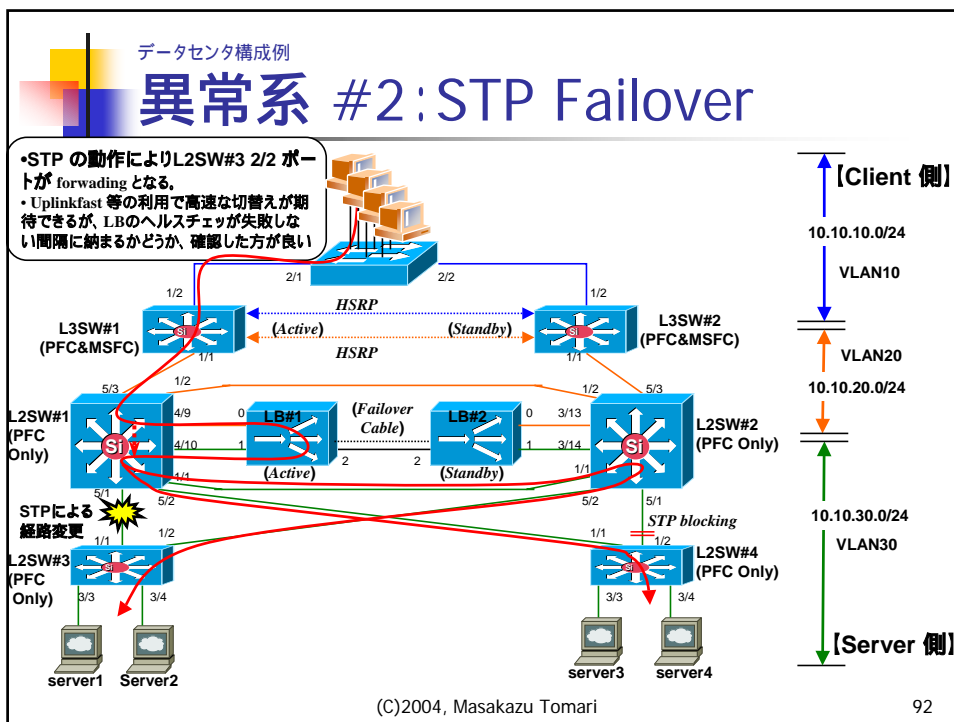 データセンタ構成例
異常系 #2:STP Failover
•STP の動作によりL2SW#3 2/2 ポー
トが forwading となる。
• Uplinkfast 等の利用で高速な切替えが期
待できるが、LBのヘルスチェッが失敗しな
い間隔に納まるかどうか、確認した方が良い
【Client 側】
10.10.10.0/24
VLAN10
2/1
2/2
1/2
HSRP
1/2
L3SW#1
(PFC&MSFC)
(Active)
(Standby)
L3SW#2
(PFC&MSFC)
HSRP
1/1
1/1
VLAN20
10.10.20.0/24
5/3
1/2
1/2
5/3
L2SW#1
(PFC
Only)
4/9
0
LB#1
(Failover
Cable)
LB#2
0
3/13
L2SW#2
(PFC Only)
Si
4/10
1
2
2
1
3/14
Si
(Active)
(Standby)
1/1
1/1
5/1
5/2
5/2
5/1
STPによる
経路変更
STP blocking
10.10.30.0/24
VLAN30
1/1
1/2
1/1
1/2
L2SW#3
(PFC
Only)
L2SW#4
(PFC Only)
3/3
3/4
3/3
3/4
server1
Server2
server3
server4
【Server 側】
(C)2004, Masakazu Tomari
92